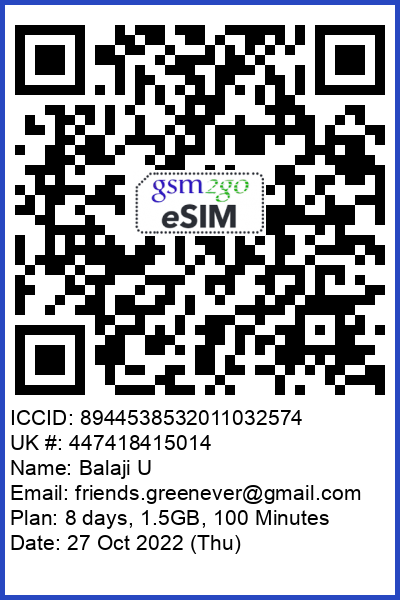 gsm2go
eSIM
ICCID: 8944538532011032574
UK #: 447418415014
Name: Balaji U
Email: friends.greenever@gmail.com
Plan: 8 days, 1.5GB, 100 Minutes
Date: 27 Oct 2022 (Thu)